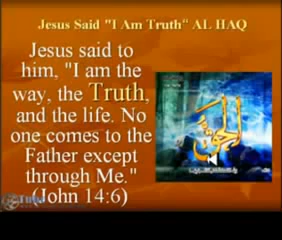 Jesus Said "I Am Truth" AL HAQ
Jesus said to
him, "I am the
way, the Truth,
and the life. No
one comes to the
Father except
through Me."
(John 14:6)
الحق